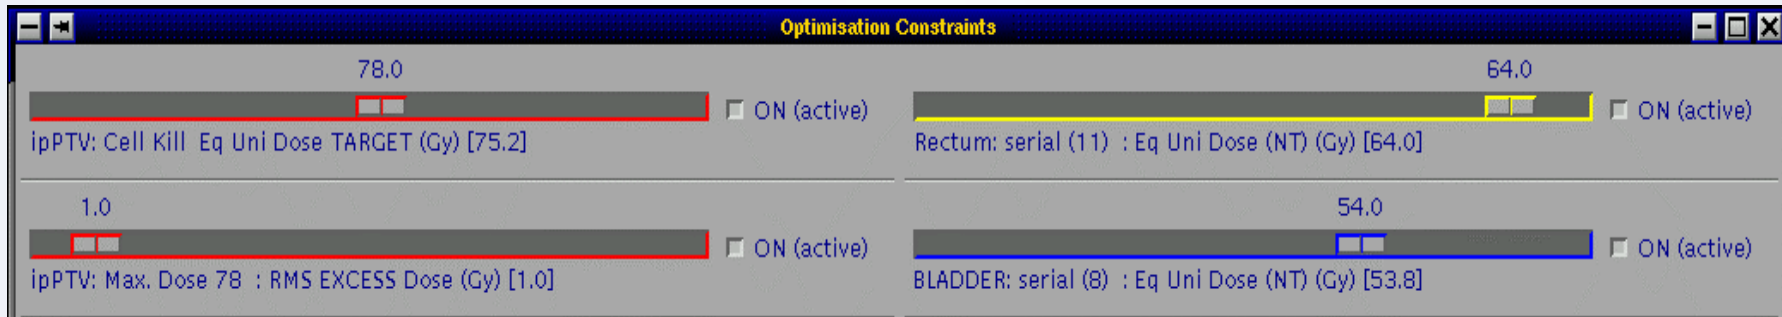 Optimisation Constraints
78.0
ON (active)
ipPTV: Cell Kill Eq Uni Dose TARGET (Gy) [75.2]
64.0
ON (active)
Rectum: serial (11) : Eq Uni Dose (NT) (Gy) [64.0]
1.0
ON (active)
ipPTV: Max. Dose 78 : RMS EXCESS Dose (Gy) [1.0]
54.0
ON (active)
BLADDER: serial (8) : Eq Uni Dose (NT) (Gy) [53.8]